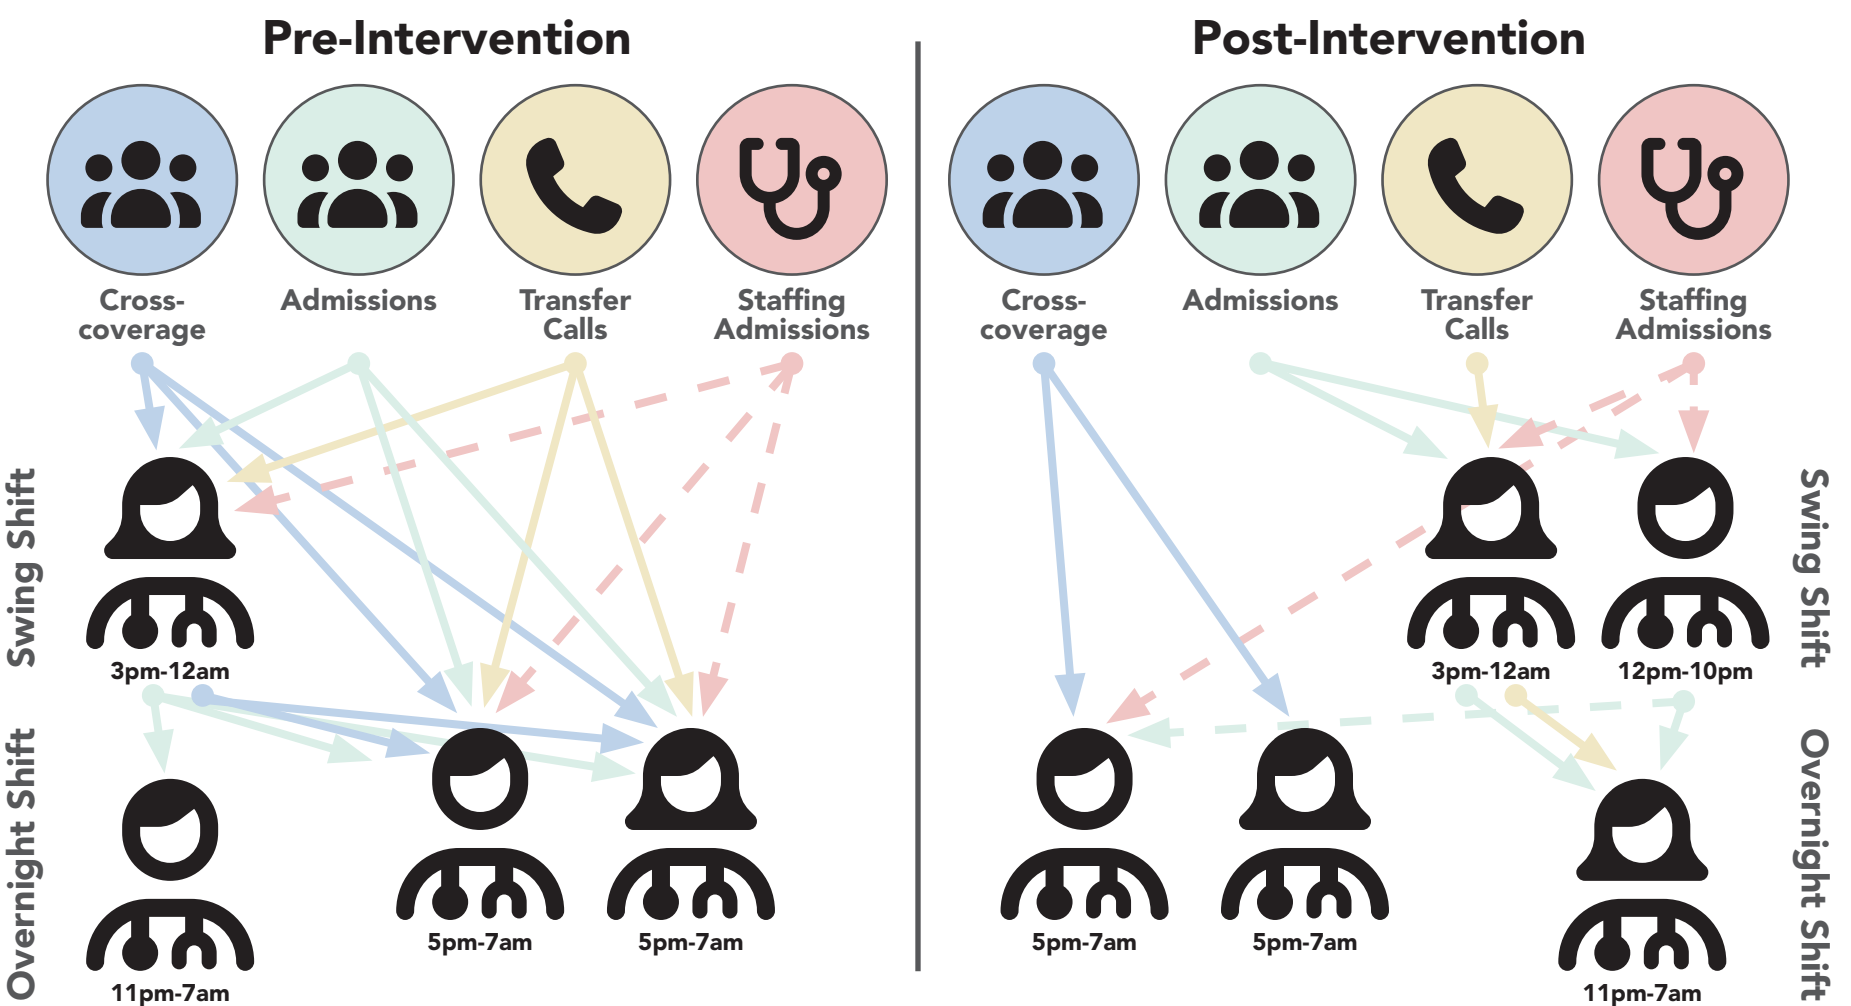 Pre-Intervention
Cross-
coverage
Admissions
Transfer
Calls
Staffing
Admissions
Swing Shift
3pm-12am
Overnight Shift
11pm-7am
5pm-7am
5pm-7am
Post-Intervention
Cross-
coverage
Admissions
Transfer
Calls
Staffing
Admissions
Swing Shift
3pm-12am
12pm-10pm
Overnight Shift
5pm-7am
5pm-7am
11pm-7am